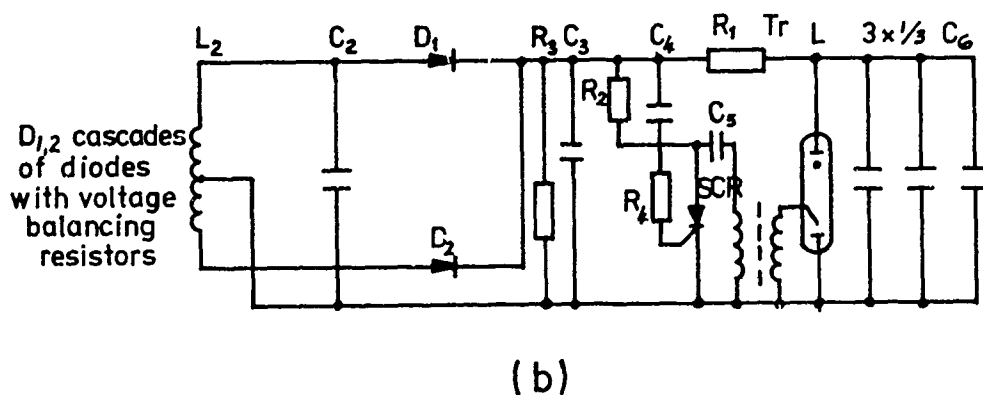 L₂ C₂ D₁ R₃ C₃ C₄ R₁ Tr L 3 × 1/3 C₆
R₂
C₅
D₁,₂ cascades
of diodes
with voltage
balancing
resistors
R₄ SCR
D₂
(b)